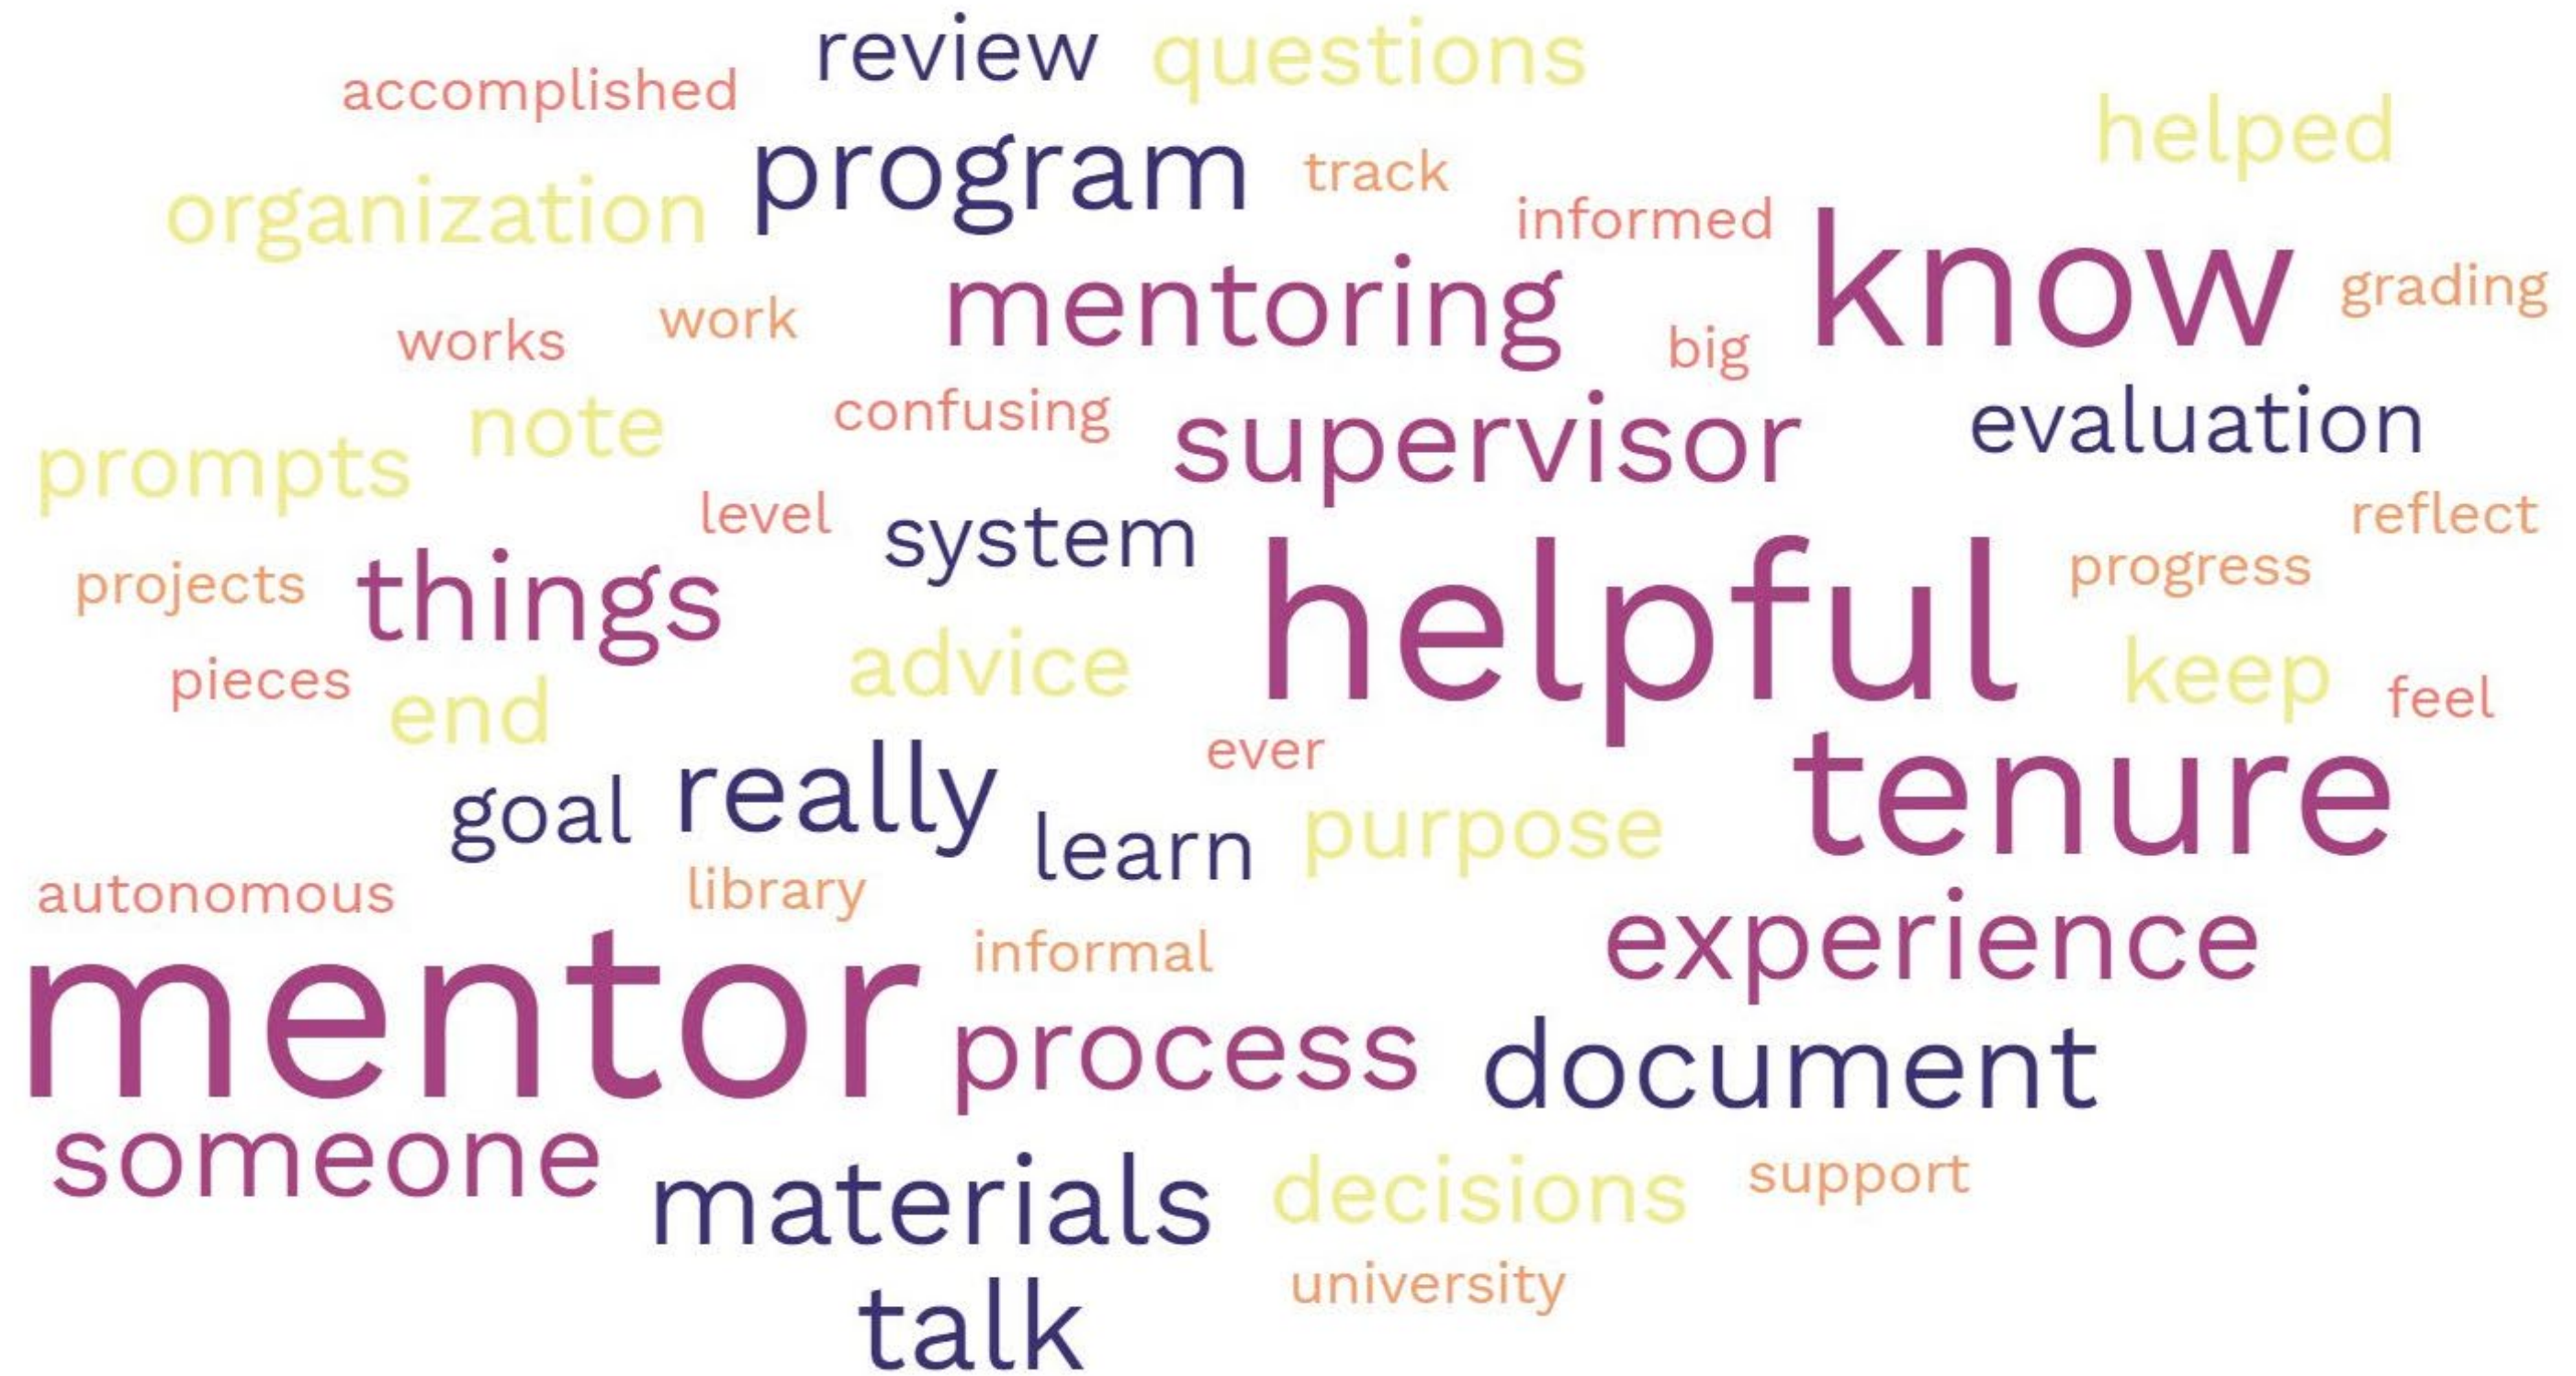 review questions
accomplished
helped
program track
organization
informed
know
mentoring
grading
works work
big
confusing
note
supervisor
evaluation
prompts
level system
reflect
projects things
helpful
progress
pieces
advice
keep feel
end
ever
goal really learn
purpose
tenure
autonomous
library
informal
experience
mentor
process
document
someone
materials
decisions
support
university
talk